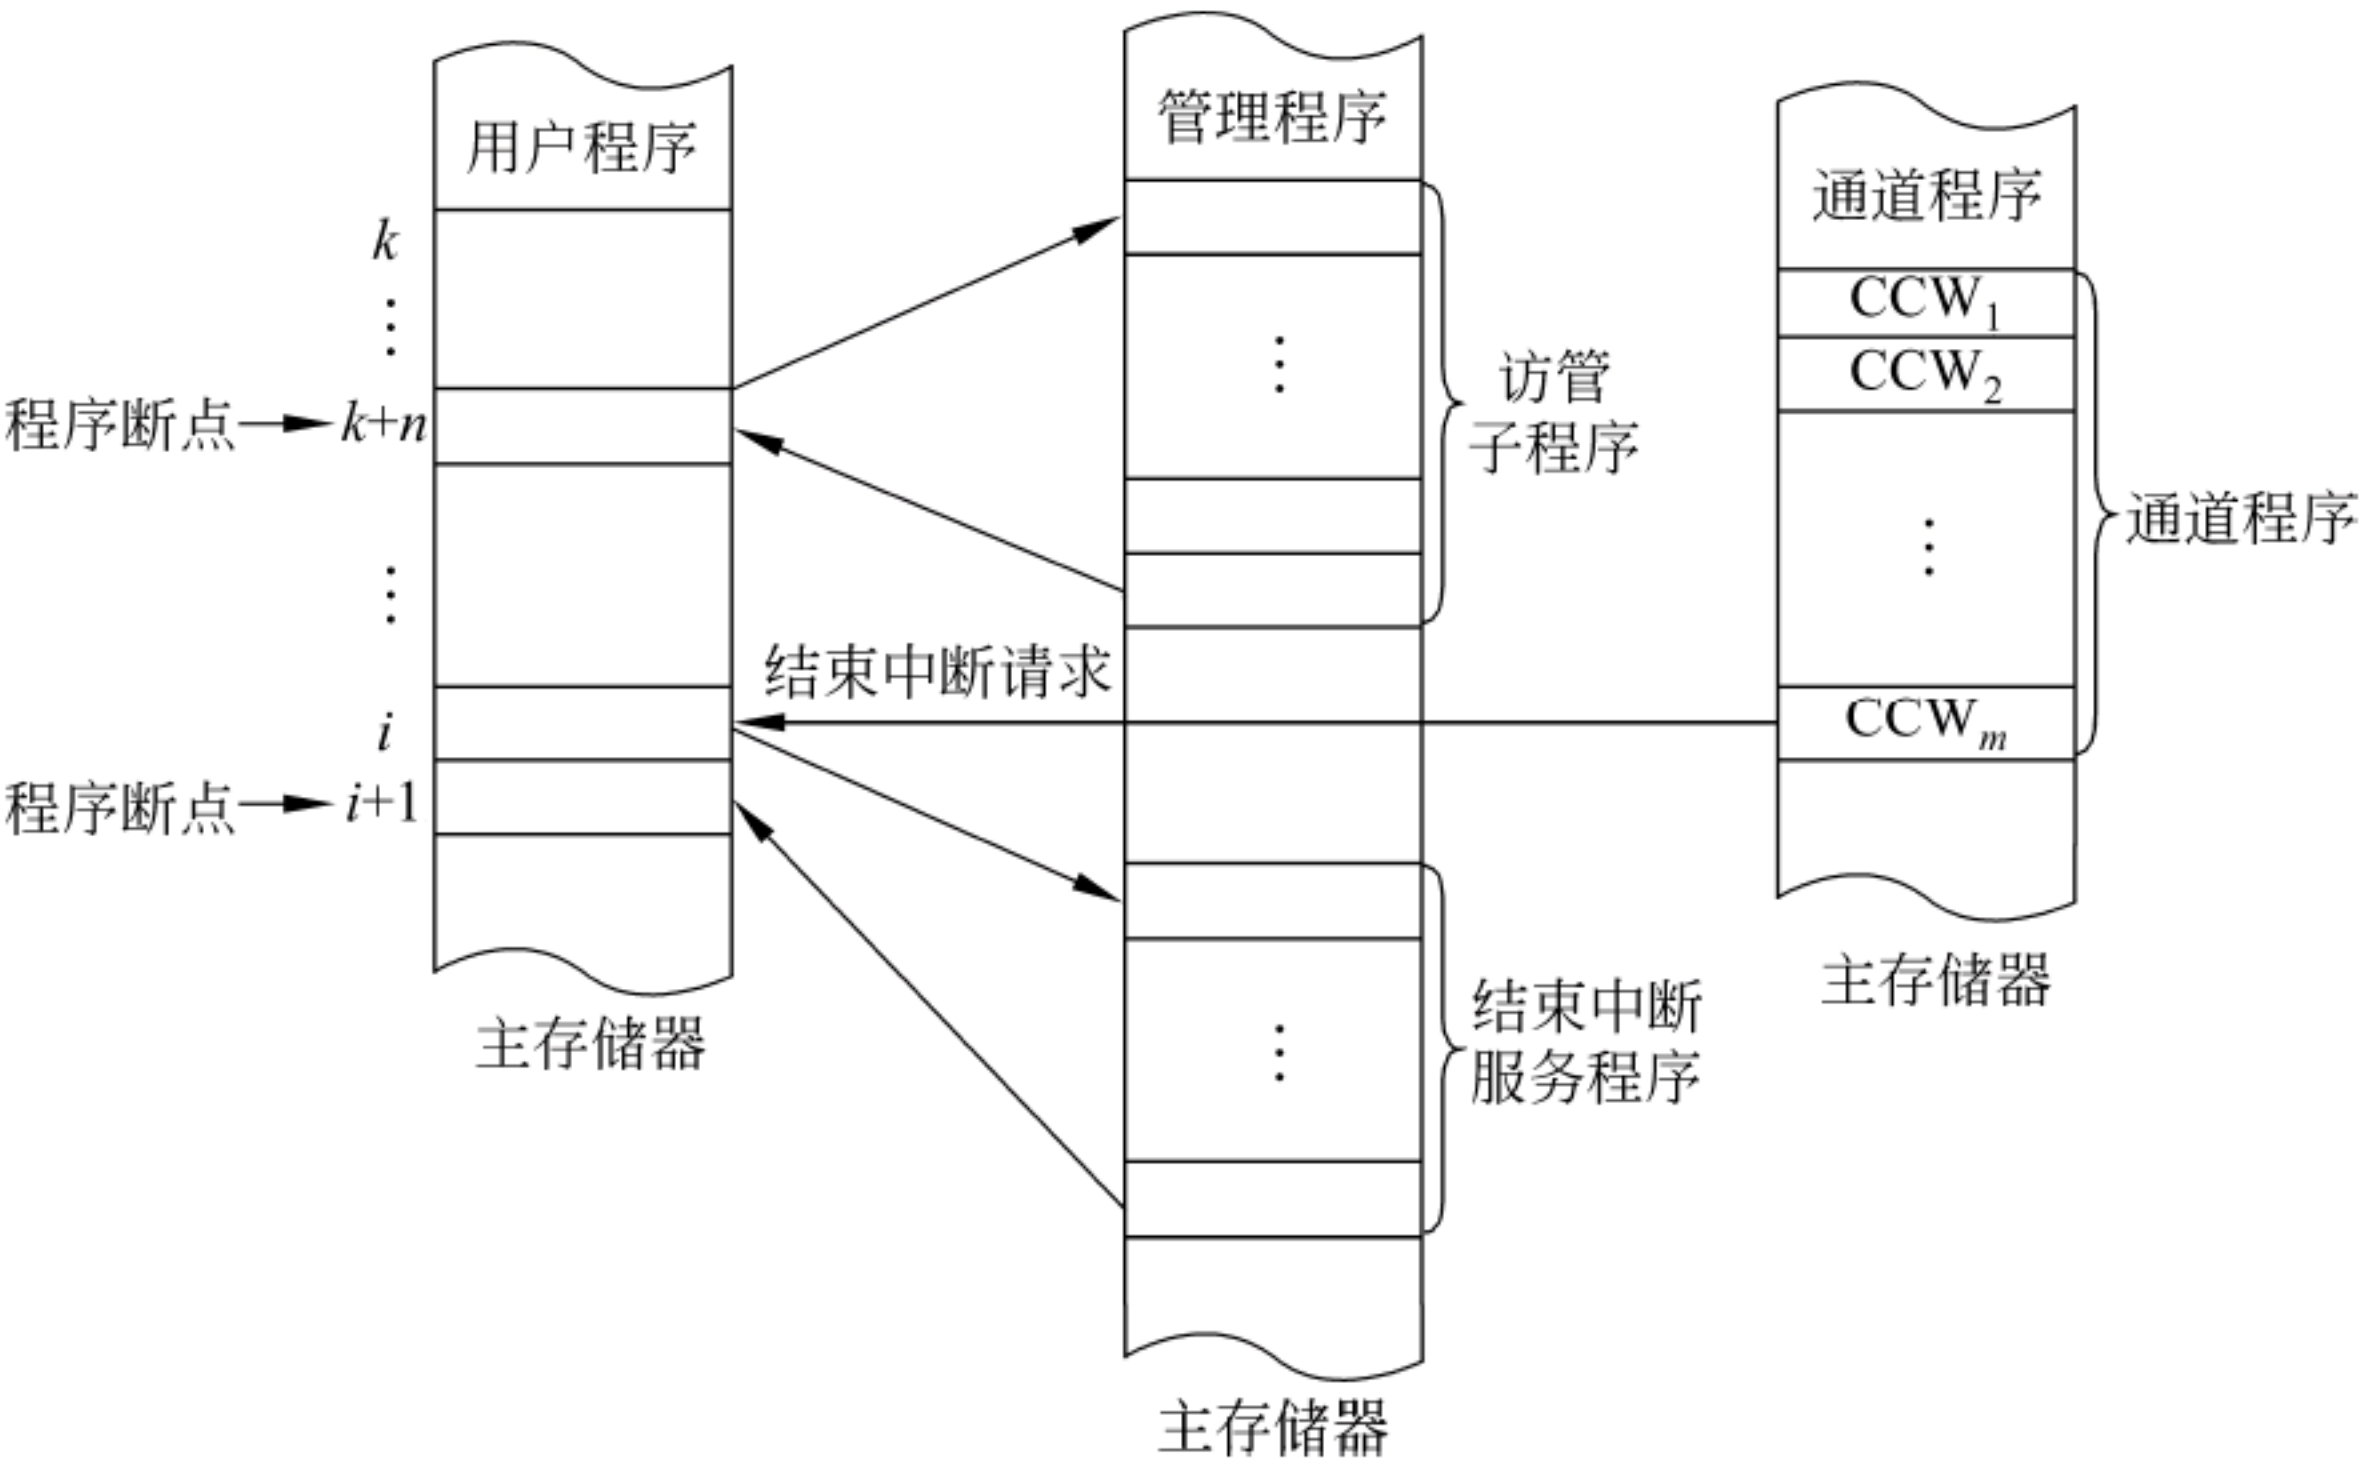 用户程序
k
⋮
程序断点
k+n
⋮
i
程序断点
i+1
主存储器
管理程序
⋮
访管
子程序
结束中断请求
⋮
结束中断
服务程序
主存储器
通道程序
CCW1
CCW2
⋮
CCWm
通道程序
主存储器